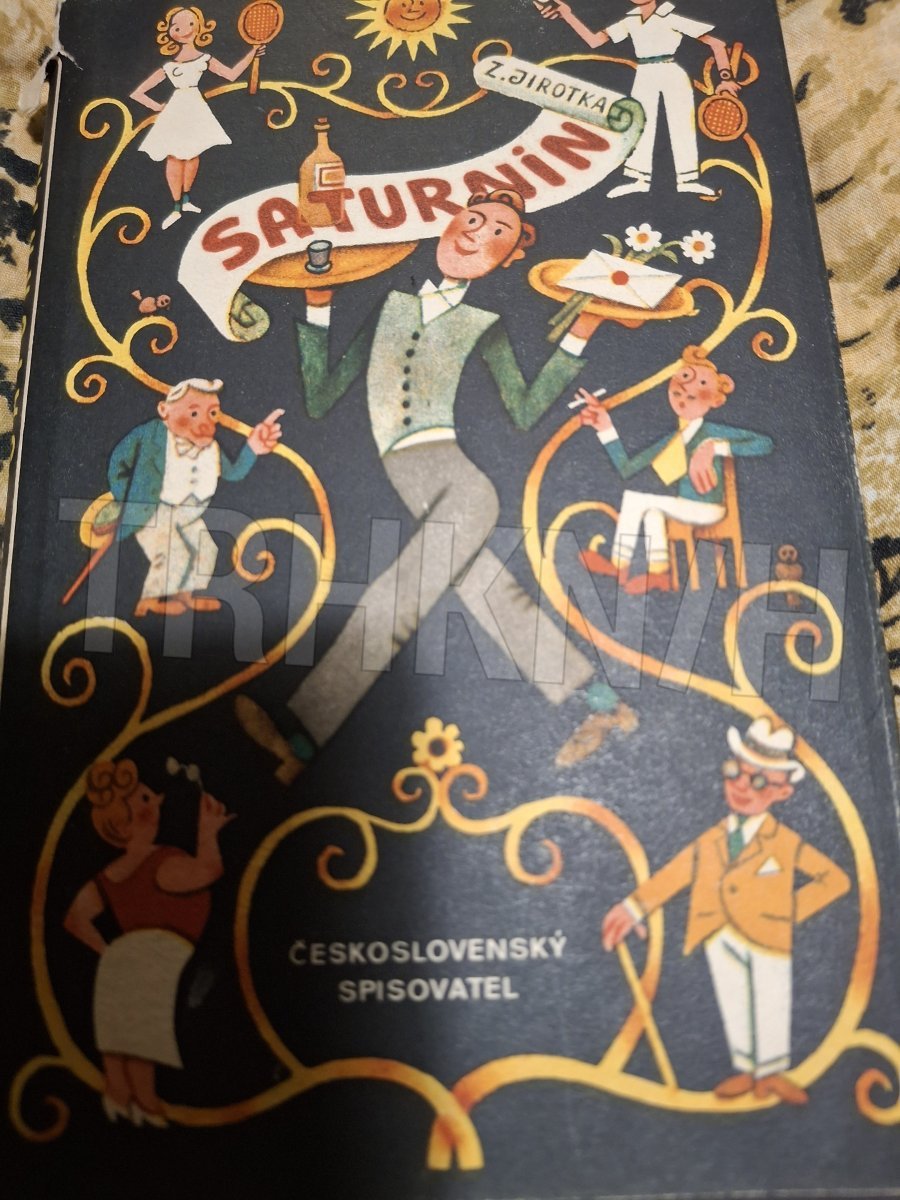 Z. JIROTKA
SATURNIN
TRHKNIH
ČESKOSLOVENSKÝ
SPISOVATEL